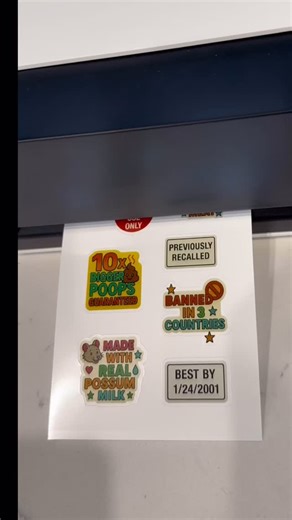 ONLY
PREVIOUSLY
RECALLED
10x
BIGGER
POOPS
GUARANTEED
BANNED
IN 3
COUNTRIES
MADE
WITH
REAL
POSSUM
MILK
BEST BY
1/24/2001